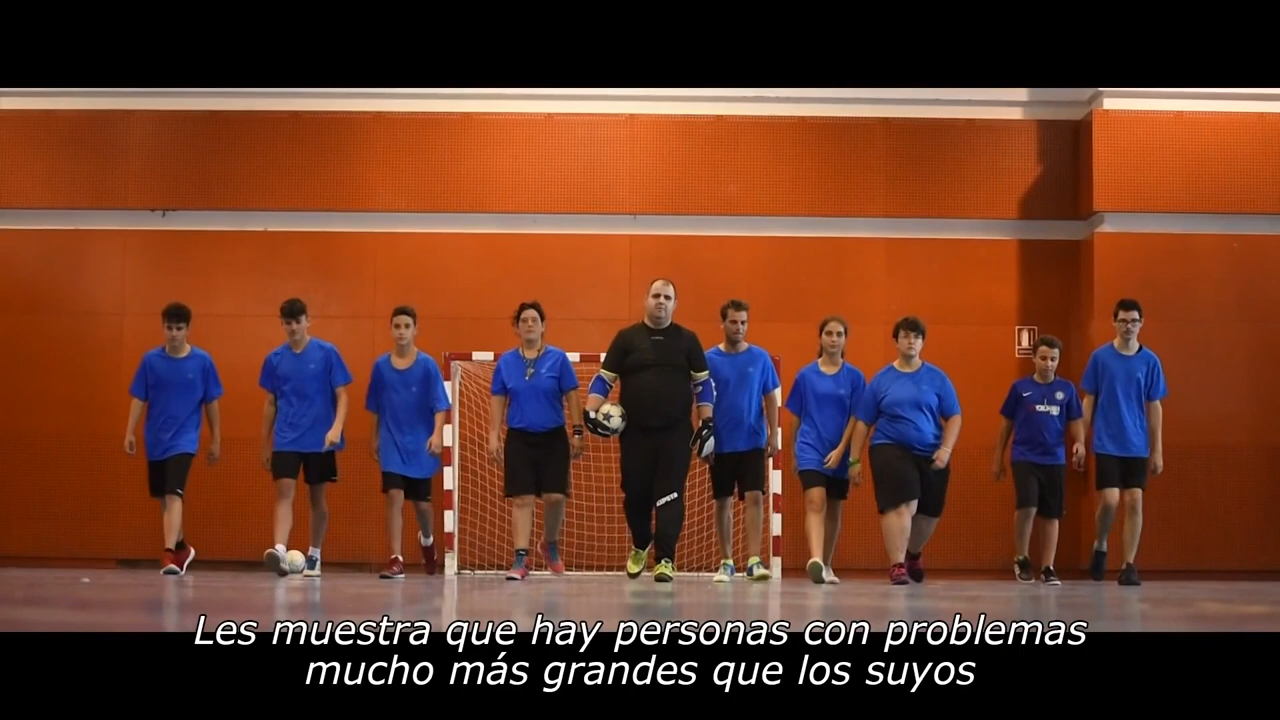 Les muestra que hay personas con problemas
mucho más grandes que los suyos